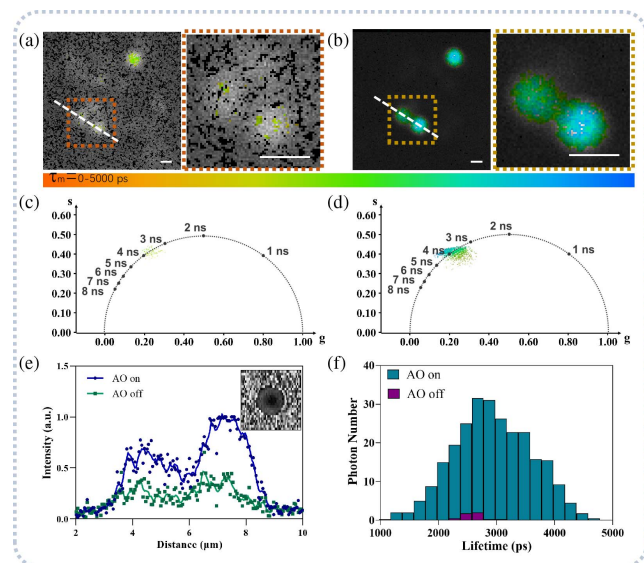 (a)
(b)
τm=0-5000 ps
(c)
s
0.60
0.50
0.40
0.30
0.20
0.10
0.00
0.00
0.20
0.40
0.60
0.80
1.00
g
1 ns
2 ns
3 ns
4 ns
5 ns
6 ns
7 ns
8 ns
(d)
s
0.60
0.50
0.40
0.30
0.20
0.10
0.00
0.00
0.20
0.40
0.60
0.80
1.00
g
1 ns
2 ns
3 ns
4 ns
5 ns
6 ns
7 ns
8 ns
(e)
Intensity (a.u.)
1.5
1.0
0.5
0.0
2
4
6
8
10
Distance (μm)
AO on
AO off
(f)
Photon Number
40
30
20
10
0
1000
2000
3000
4000
5000
Lifetime (ps)
AO on
AO off